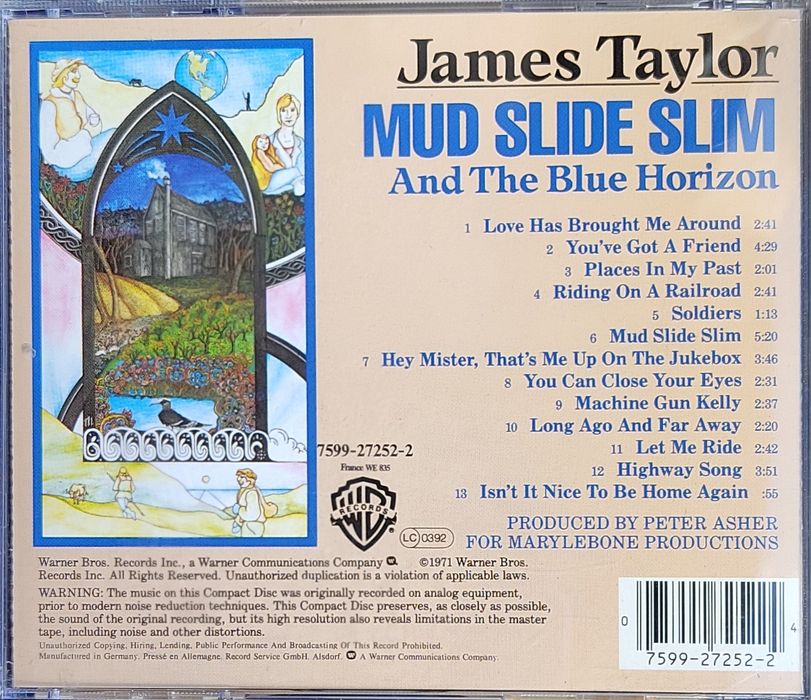 James Taylor
MUD SLIDE SLIM
And The Blue Horizon
1 Love Has Brought Me Around 2:41
2 You've Got A Friend 4:29
3 Places In My Past 2:01
4 Riding On A Railroad 2:41
5 Soldiers 1:13
6 Mud Slide Slim 5:20
7 Hey Mister, That's Me Up On The Jukebox 3:46
8 You Can Close Your Eyes 2:31
9 Machine Gun Kelly 2:37
10 Long Ago And Far Away 2:20
11 Let Me Ride 2:42
12 Highway Song 3:51
13 Isn't It Nice To Be Home Again :55
7599-27252-2
France WE 835
WB
RECORDS
®
LC 0392
PRODUCED BY PETER ASHER
FOR MARYLEBONE PRODUCTIONS
Warner Bros. Records Inc., a Warner Communications Company ©1971 Warner Bros.
Records Inc. All Rights Reserved. Unauthorized duplication is a violation of applicable laws.
WARNING: The music on this Compact Disc was originally recorded on analog equipment,
prior to modern noise reduction techniques. This Compact Disc preserves, as closely as possible,
the sound of the original recording, but its high resolution also reveals limitations in the master
tape, including noise and other distortions.
Unauthorized Copying, Hiring, Lending, Public Performance And Broadcasting Of This Record Prohibited.
Manufactured in Germany. Pressé en Allemagne. Record Service GmbH, Alsdorf. A Warner Communications Company.
0 7599-27252-2 4